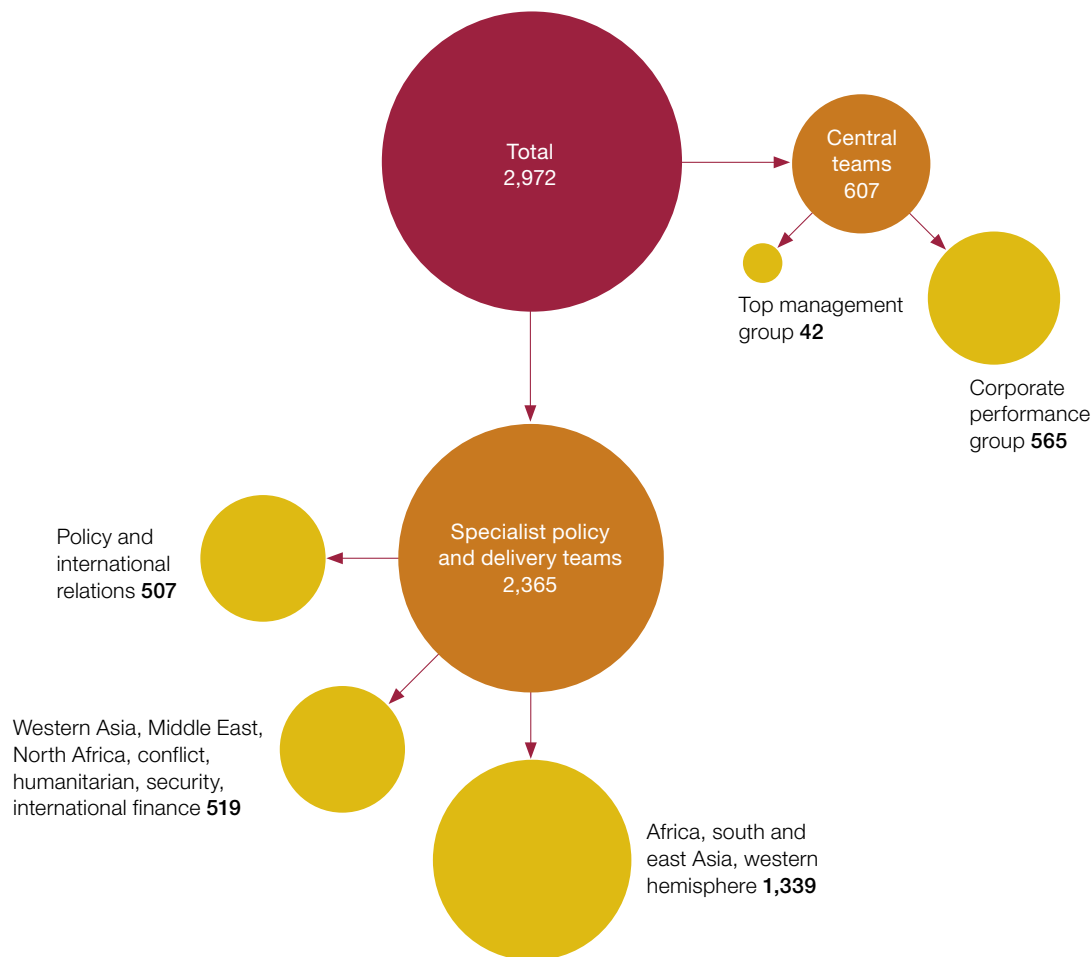 Total
2,972
Central
teams
607
Top management
group 42
Corporate
performance
group 565
Specialist policy
and delivery teams
2,365
Policy and
international
relations 507
Western Asia, Middle East,
North Africa, conflict,
humanitarian, security,
international finance 519
Africa, south and
east Asia, western
hemisphere 1,339